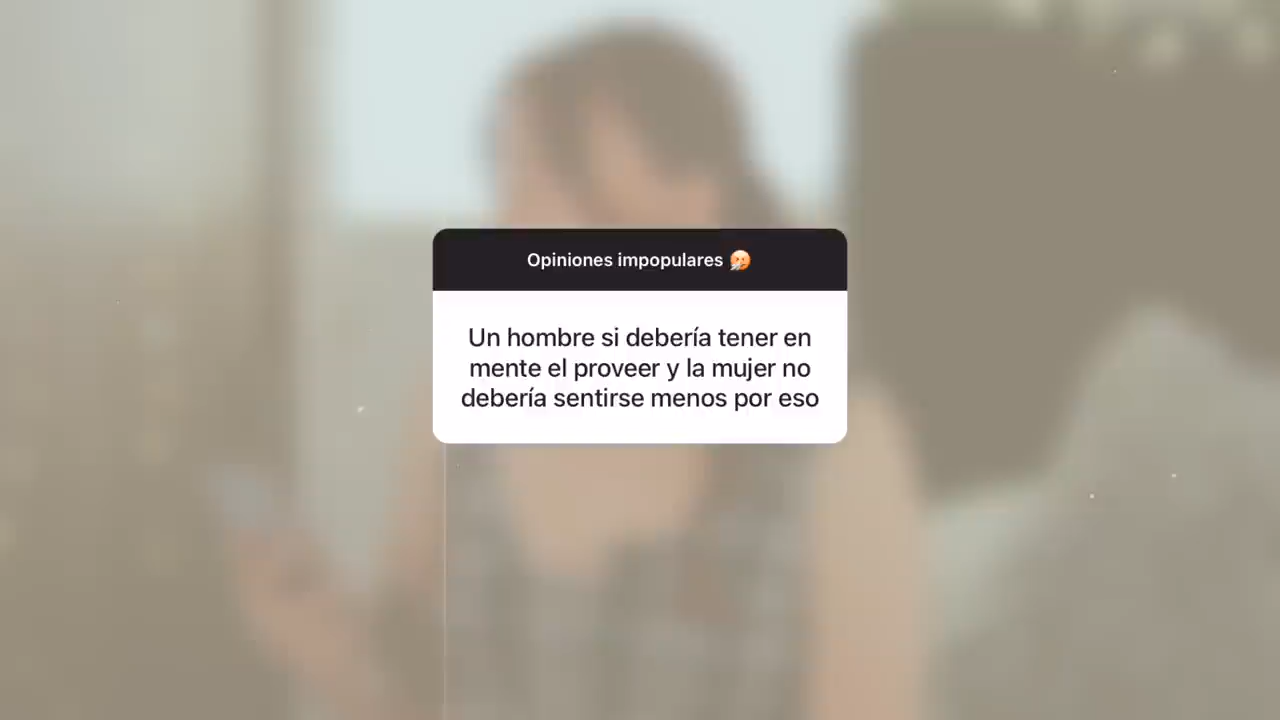 Opiniones impopulares 🫢
Un hombre si debería tener en
mente el proveer y la mujer no
debería sentirse menos por eso